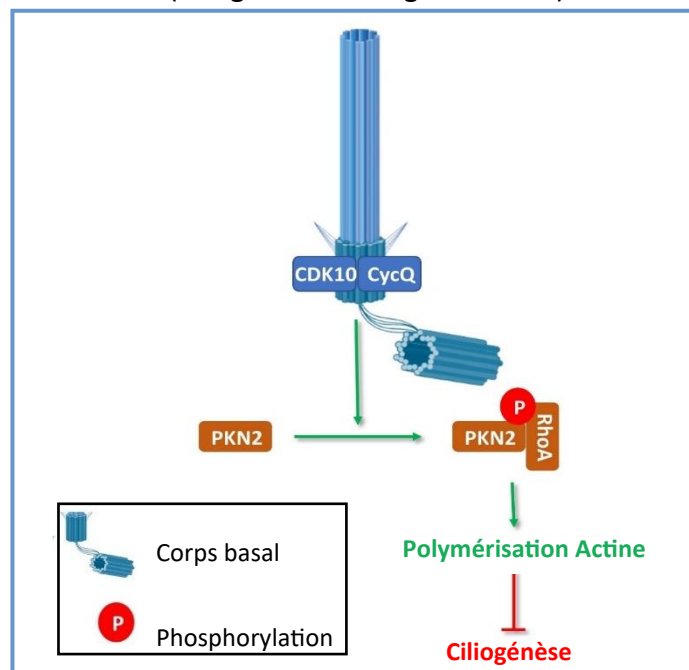 CDK10 CycQ
P
PKN2
PKN2
RhoA
Polymérisation Actine
Corps basal
P
Phosphorylation
Ciliogénèse